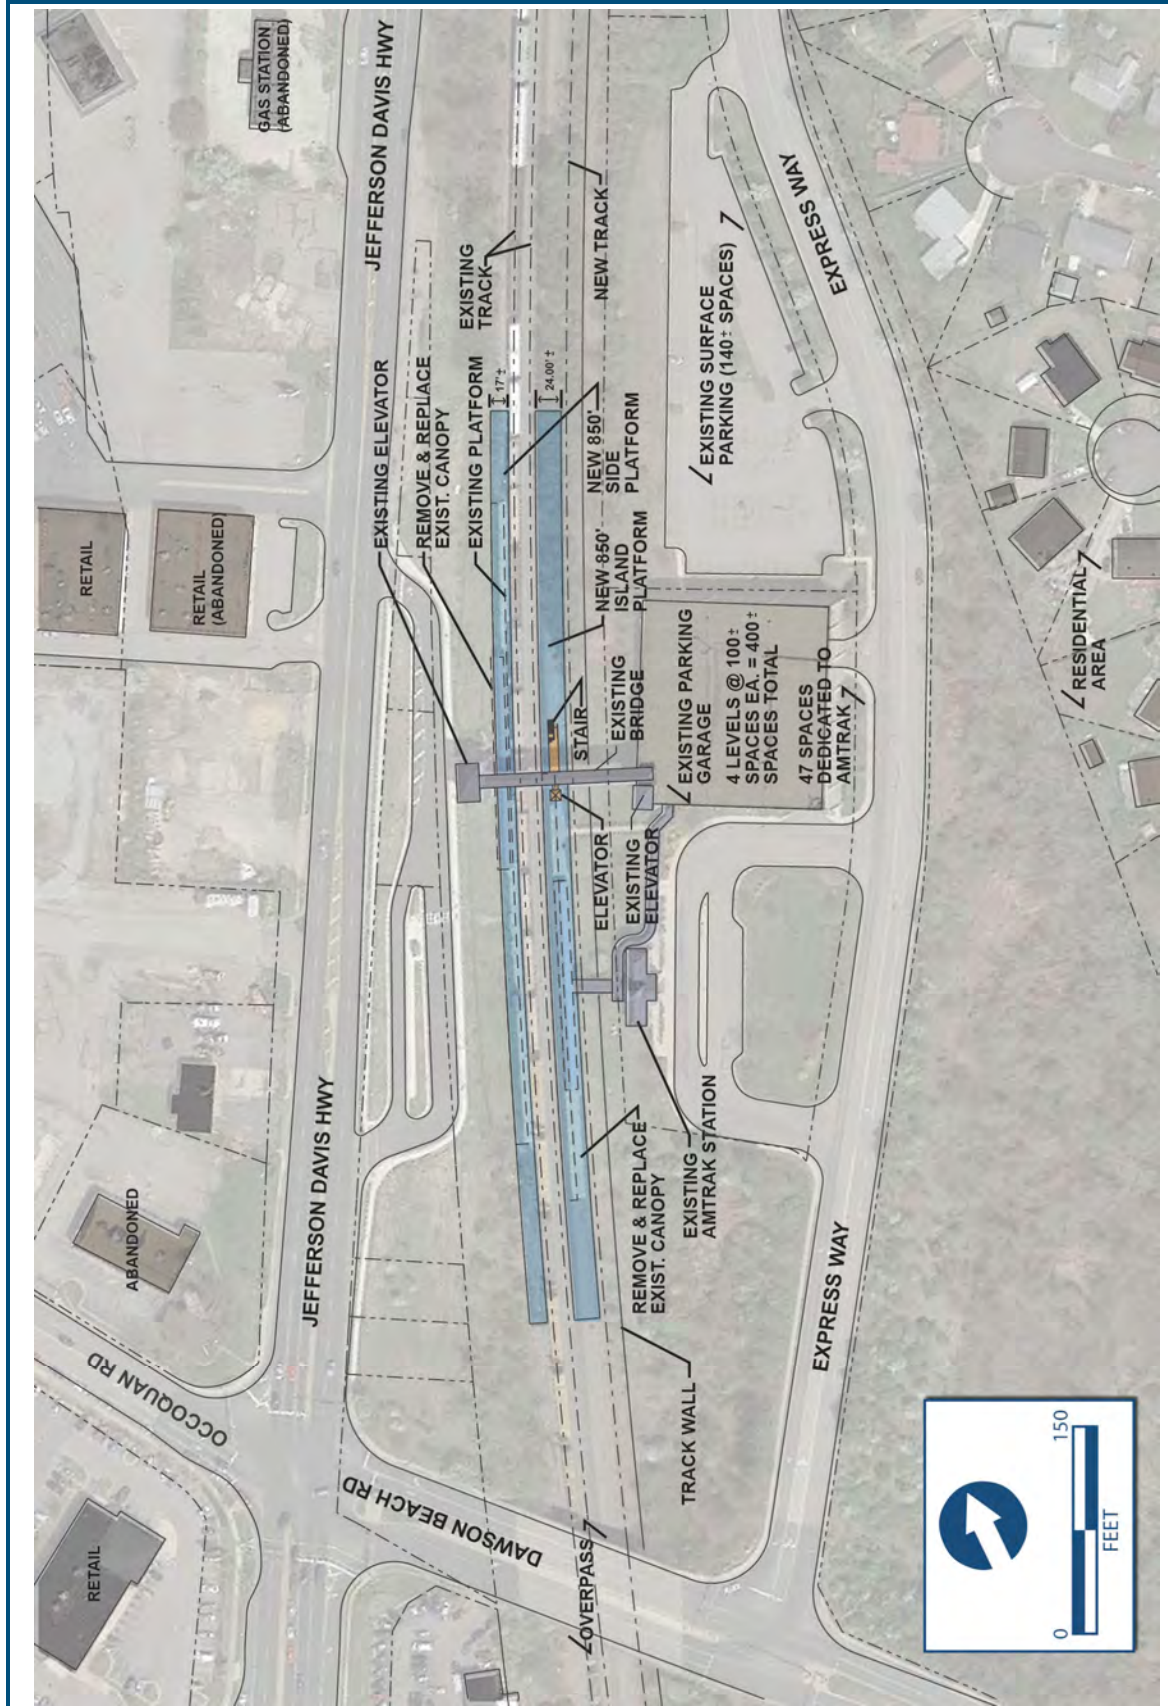 GAS STATION
(ABANDONED)
JEFFERSON DAVIS HWY
RETAIL
RETAIL
(ABANDONED)
EXISTING ELEVATOR
REMOVE & REPLACE
EXIST. CANOPY
EXISTING PLATFORM
EXISTING
TRACK
17' ±
24.00' ±
NEW TRACK
NEW 850'
SIDE
PLATFORM
NEW 850'
ISLAND
PLATFORM
EXISTING SURFACE
PARKING (140± SPACES)
EXPRESS WAY
STAIR
EXISTING
BRIDGE
EXISTING PARKING
GARAGE
4 LEVELS @ 100±
SPACES EA. = 400±
SPACES TOTAL
47 SPACES
DEDICATED TO
AMTRAK
RESIDENTIAL
AREA
ELEVATOR
EXISTING
ELEVATOR
ABANDONED
JEFFERSON DAVIS HWY
REMOVE & REPLACE
EXIST. CANOPY
EXISTING
AMTRAK STATION
EXPRESS WAY
OCCOQUAN RD
TRACK WALL
DAWSON BEACH RD
RETAIL
OVERPASS
0
150
FEET